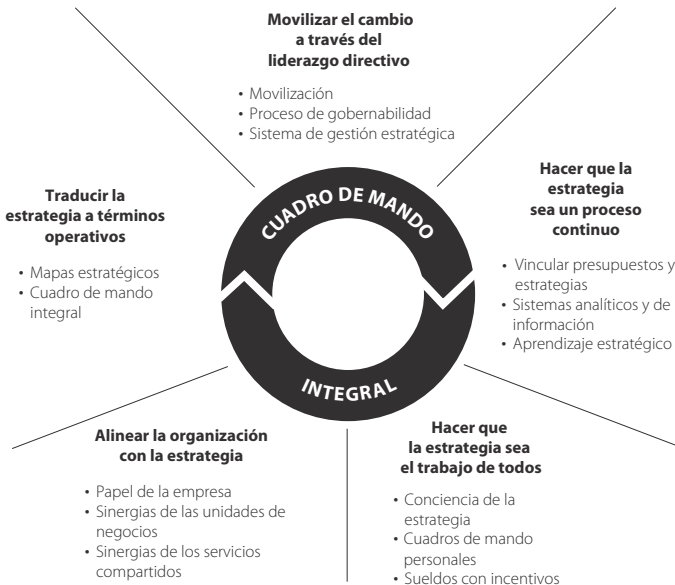 Movilizar el cambio
a través del
liderazgo directivo
• Movilización
• Proceso de gobernabilidad
• Sistema de gestión estratégica
Hacer que la
estrategia
sea un proceso
continuo
• Vincular presupuestos y
estrategias
• Sistemas analíticos y de
información
• Aprendizaje estratégico
Traducir la
estrategia a términos
operativos
• Mapas estratégicos
• Cuadro de mando
integral
CUADRO DE MANDO
INTEGRAL
Alinear la organización
con la estrategia
• Papel de la empresa
• Sinergias de las unidades de
negocios
• Sinergias de los servicios
compartidos
Hacer que
la estrategia sea
el trabajo de todos
• Conciencia de la
estrategia
• Cuadros de mando
personales
• Sueldos con incentivos